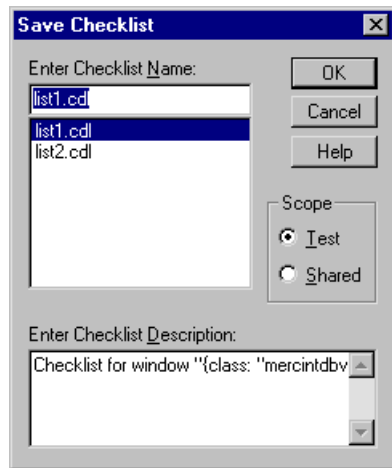 Save Checklist
Enter Checklist Name:
OK
list1.cdl
Cancel
list1.cdl
list2.cdl
Help
Scope
Test
Shared
Enter Checklist Description:
Checklist for window "{class: "mercintdbv